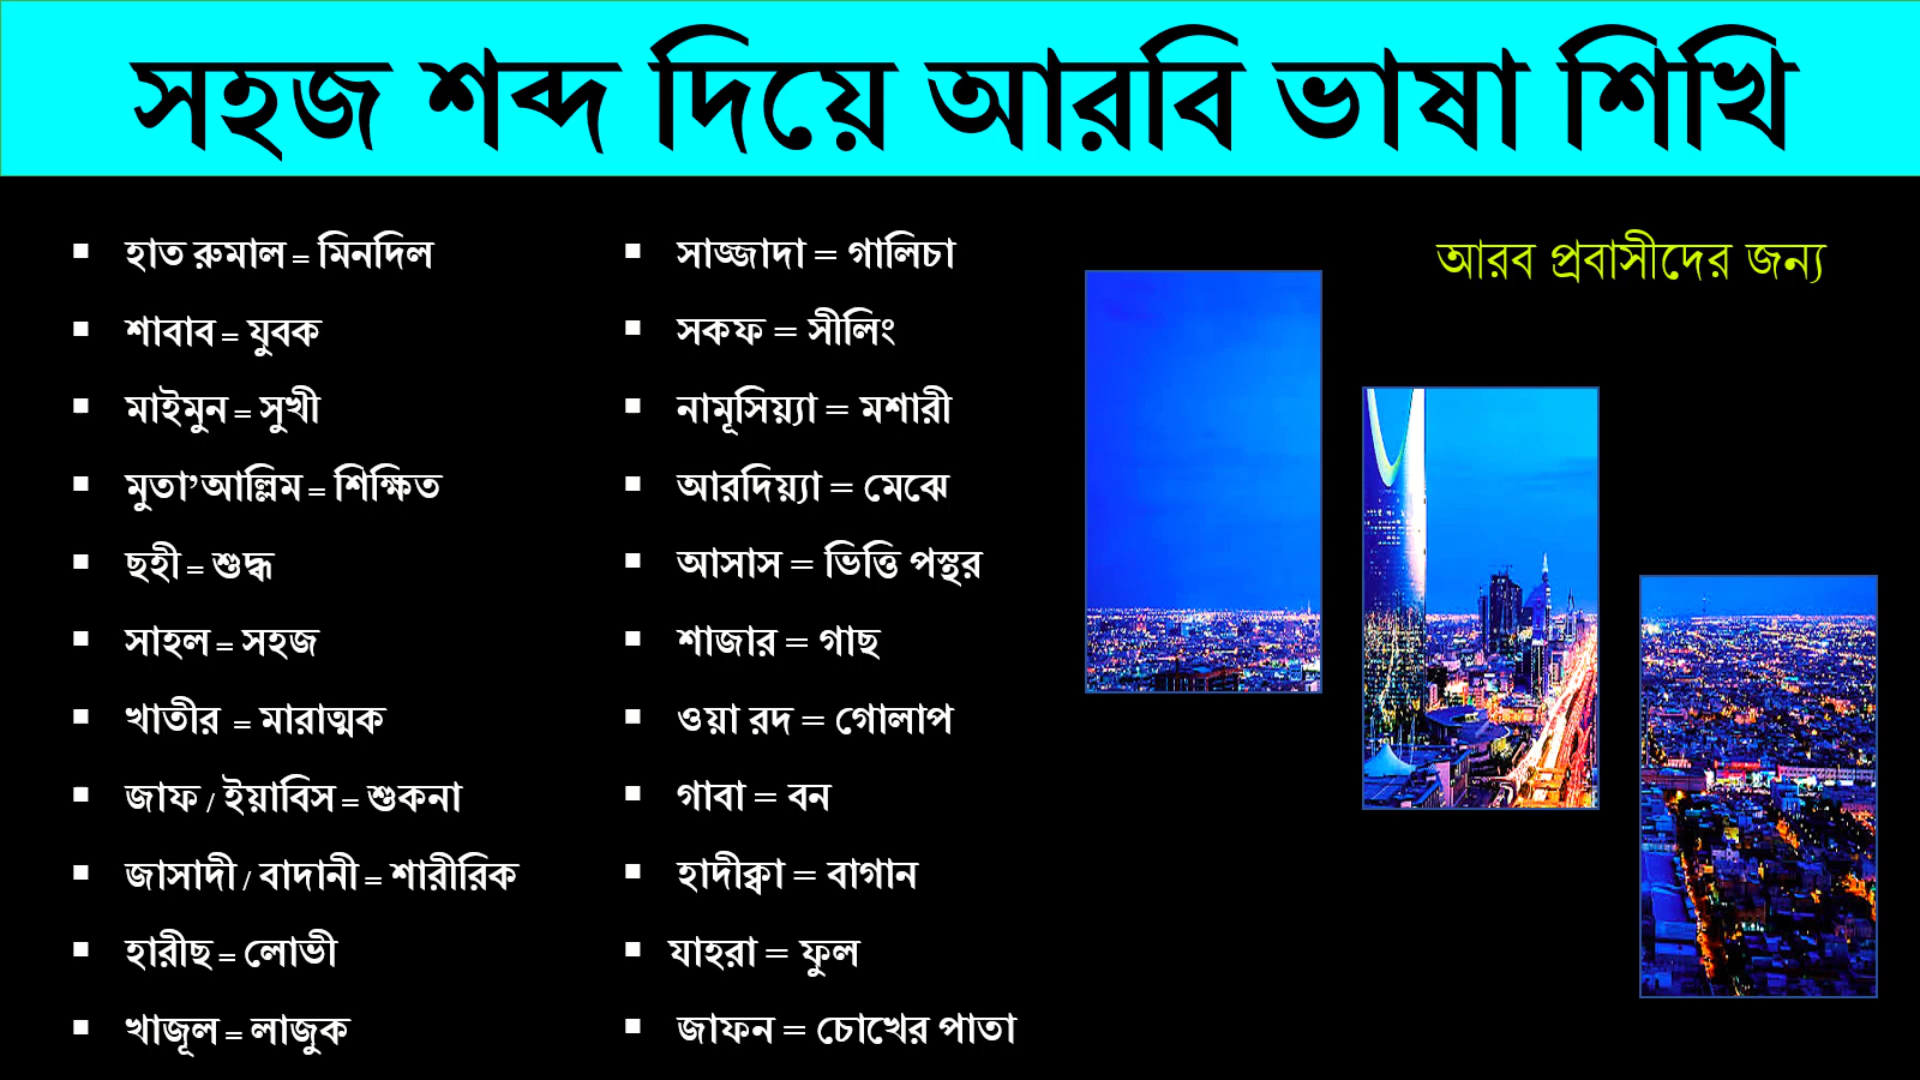 সহজ শব্দ দিয়ে আরবি ভাষা শিখি
আরব প্রবাসীদের জন্য
হাত রুমাল = মিনদিল
শাবাব = যুবক
মাইমুন = সুখী
মুতা’আল্লিম = শিক্ষিত
ছহী = শুদ্ধ
সাহল = সহজ
খাতীর = মারাত্মক
জাফ / ইয়াবিস = শুকনা
জাসাদী / বাদানী = শারীরিক
হারীছ = লোভী
খাজূল = লাজুক
সাজ্জাদা = গালিচা
সকফ = সীলিং
নামূসিয়্যা = মশারী
আরদিয়্যা = মেঝে
আসাস = ভিত্তি পস্থর
শাজার = গাছ
ওয়া রদ = গোলাপ
গাবা = বন
হাদীক্বা = বাগান
যাহরা = ফুল
জাফন = চোখের পাতা